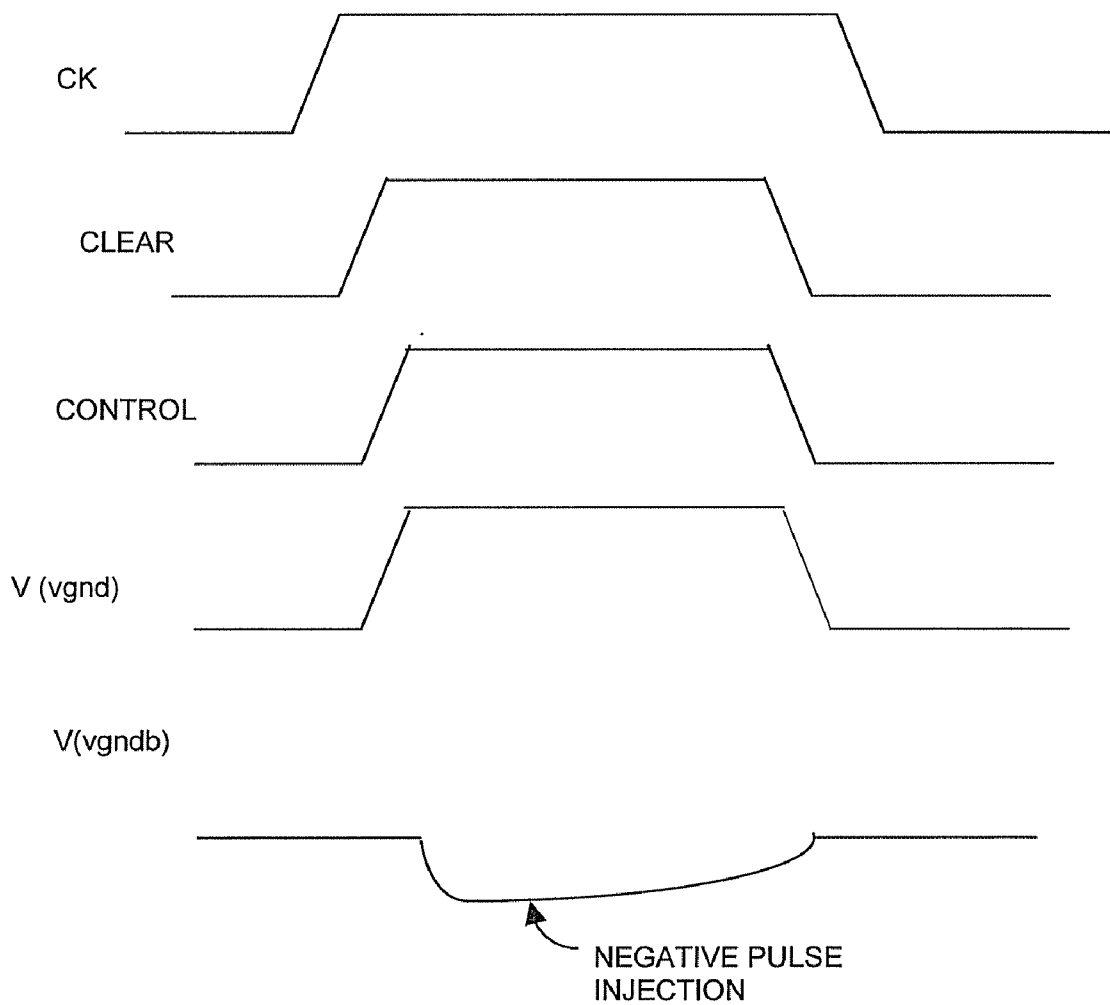 CK
CLEAR
CONTROL
V (vgnd)
V(vgndb)
NEGATIVE PULSE
INJECTION